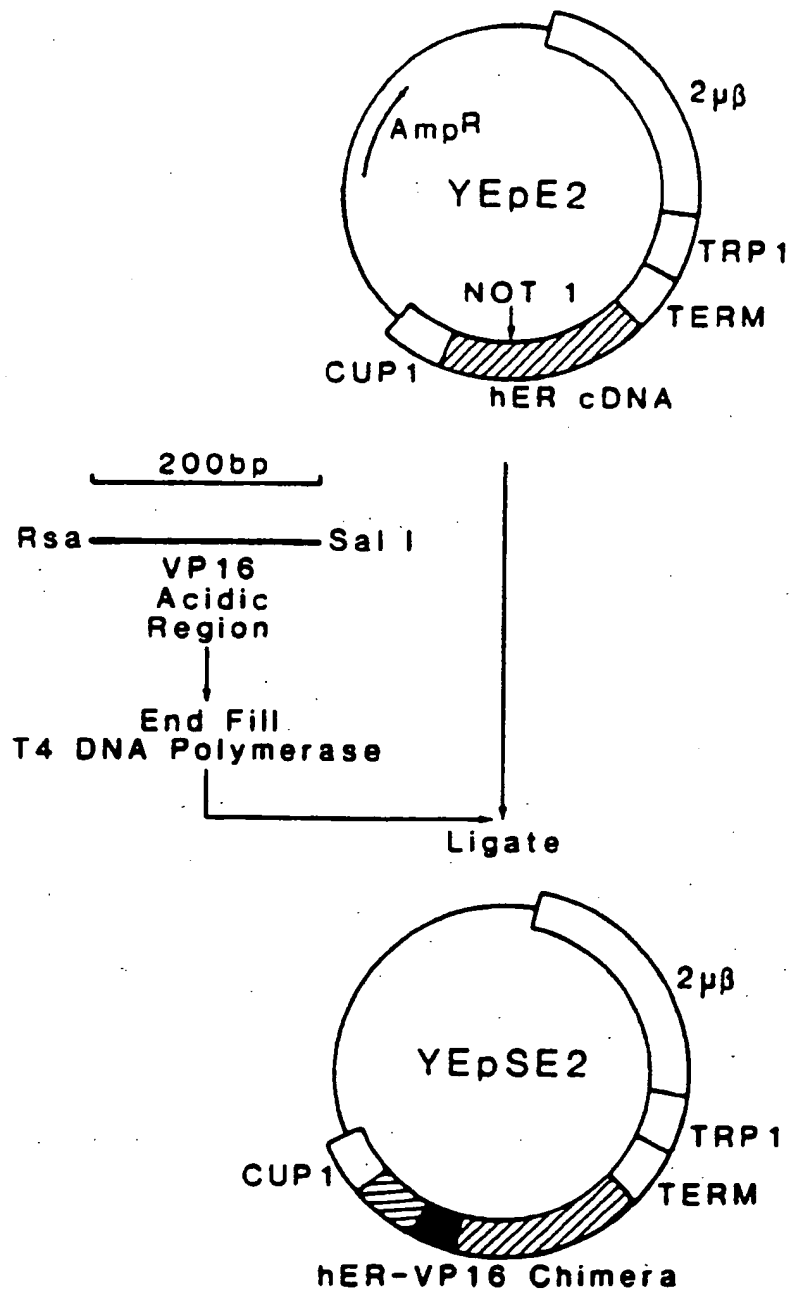 2µβ
AmpR
YEpE2
TRP1
NOT 1
TERM
CUP1
hER cDNA
200bp
Rsa
Sal I
VP16
Acidic
Region
End Fill
T4 DNA Polymerase
Ligate
2µβ
YEpSE2
TRP1
CUP1
TERM
hER-VP16 Chimera